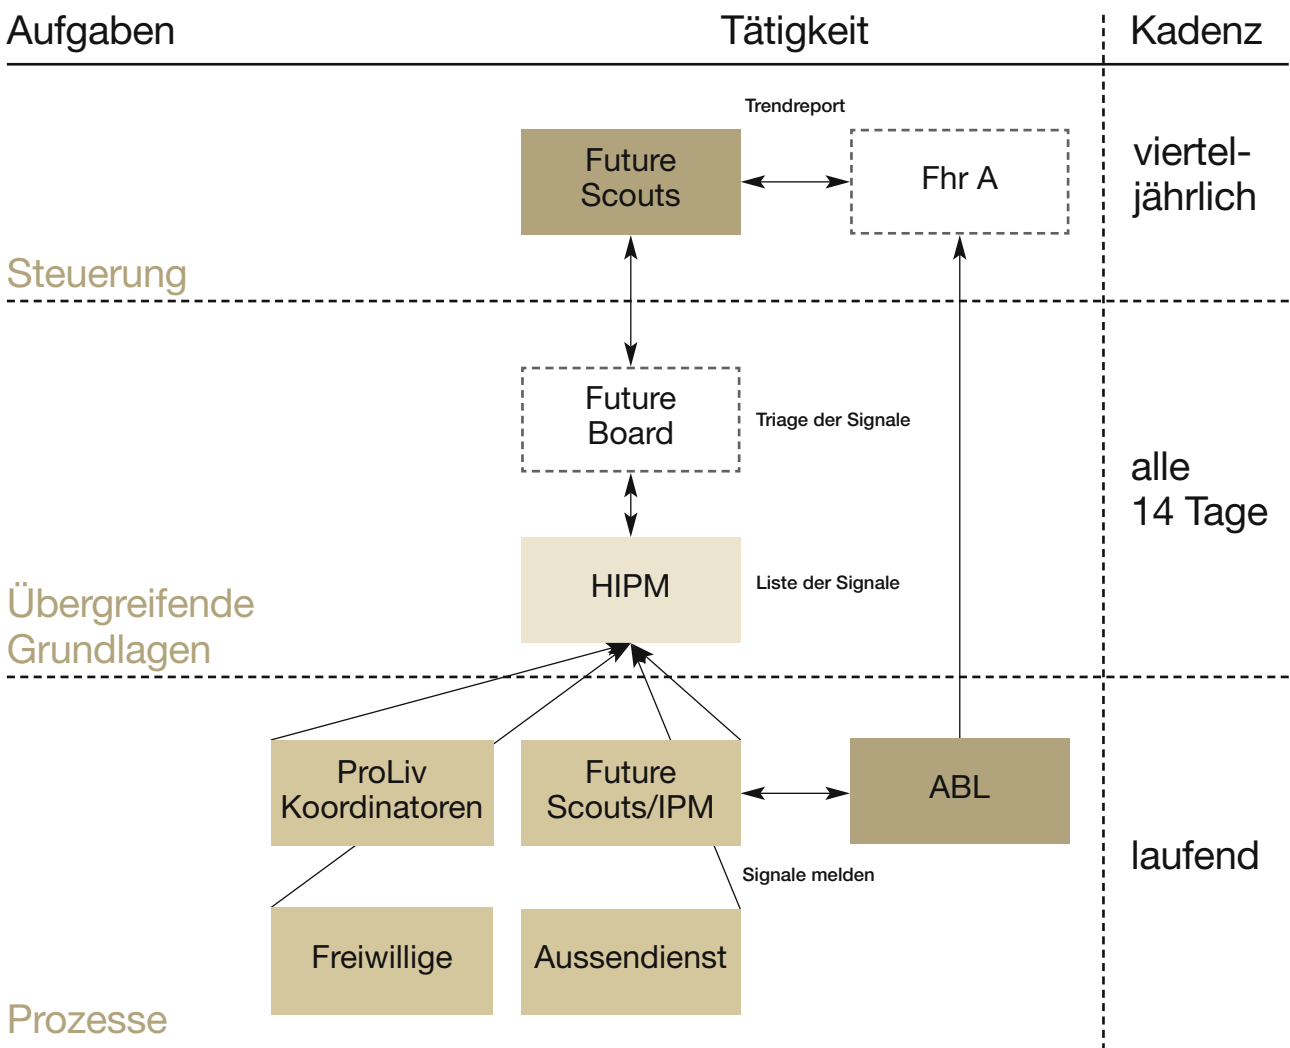 Aufgaben
Tätigkeit
Kadenz
Trendreport
Future
Scouts
Fhr A
viertel-
jährlich
Steuerung
Future
Board
Triage der Signale
alle
14 Tage
HIPM
Liste der Signale
Übergreifende
Grundlagen
ProLiv
Koordinatoren
Future
Scouts/IPM
ABL
laufend
Signale melden
Freiwillige
Aussendienst
Prozesse